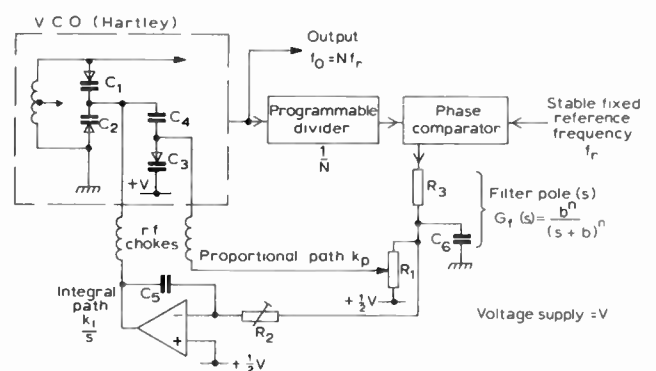 VCO (Hartley)
C1
C2
C4
C3
+V
Output
fo = Nfr
Programmable
divider
1
N
Phase
comparator
Stable fixed
reference
frequency
fr
R3
Filter pole (s)
Gf (s) = b^n / (s + b)^n
C6
rf
chokes
Proportional path kp
R1
+ ½V
C5
Integral
path
kI
s
R2
−
+
+ ½V
Voltage supply = V